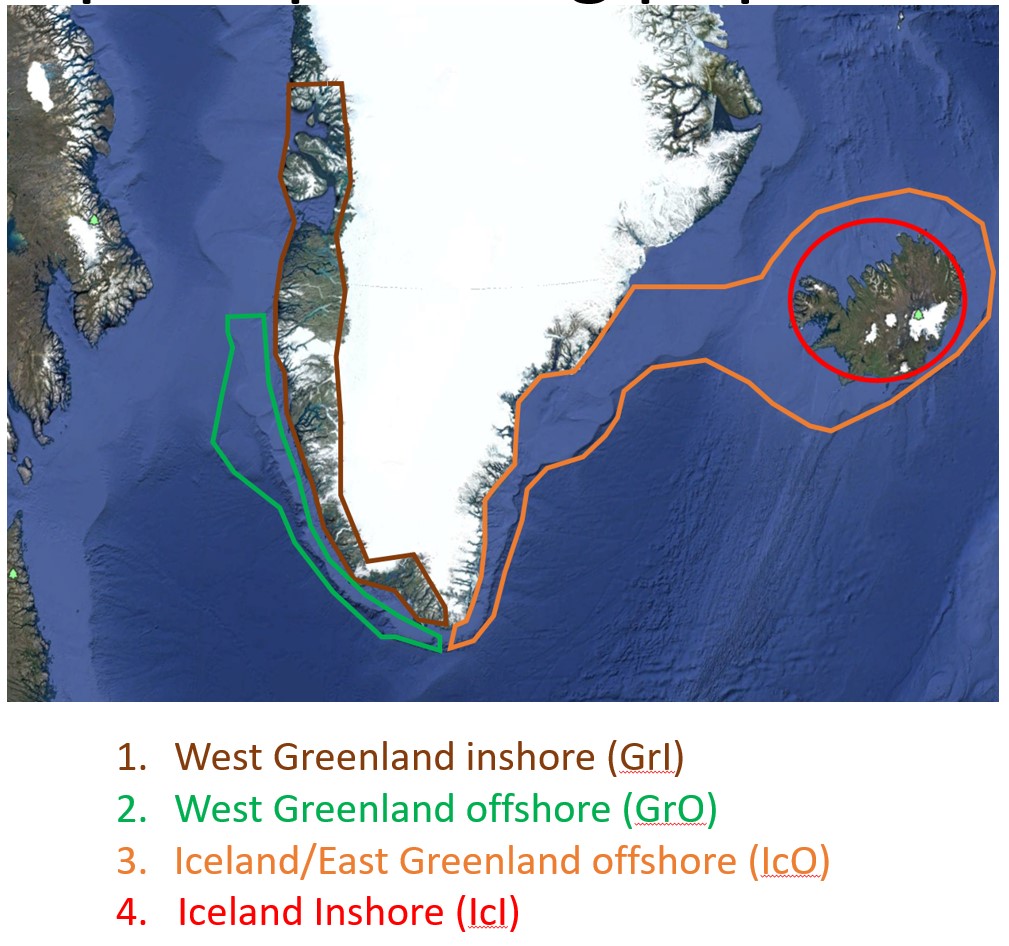 1. West Greenland inshore (GrI)
2. West Greenland offshore (GrO)
3. Iceland/East Greenland offshore (IcO)
4. Iceland Inshore (IcI)